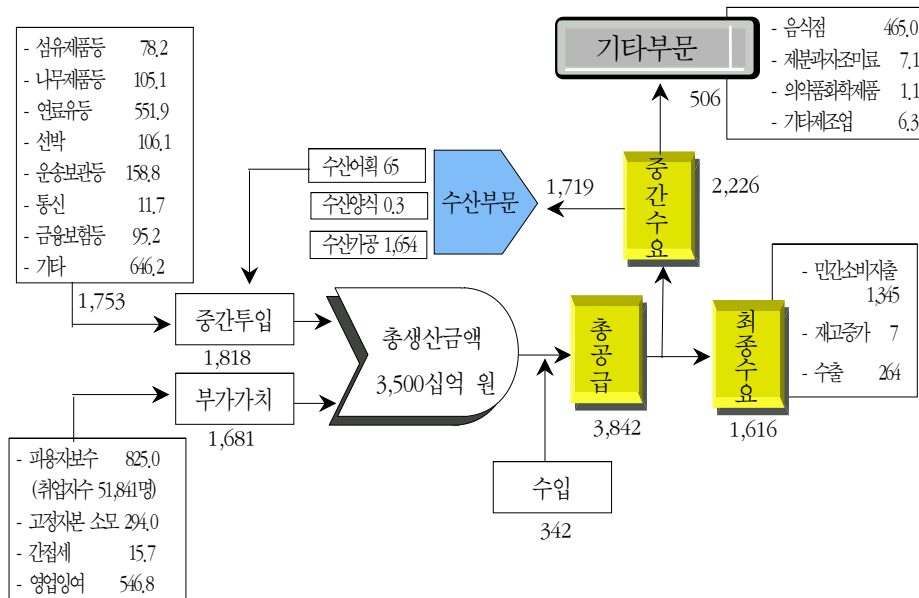 - 섬유제품등 78.2
- 나무제품등 105.1
- 연료유등 551.9
- 선박 106.1
- 운송보관등 158.8
- 통신 11.7
- 금융보험등 95.2
- 기타 646.2
1,753
기타부문
506
- 음식점 465.0
- 제분과자조미료 7.1
- 의약품화학제품 1.1
- 기타제조업 6.3
수산어획 65
수산양식 0.3
수산가공 1,654
수산부문
1,719
중간수요
2,226
중간투입
1,818
부가가치
1,681
총생산금액
3,500십억 원
총공급
3,842
수입
342
최종수요
1,616
- 민간소비지출
1,345
- 재고증가 7
- 수출 264
- 피용자보수 825.0
(취업자수 51,841명)
- 고정자본 소모 294.0
- 간접세 15.7
- 영업잉여 546.8